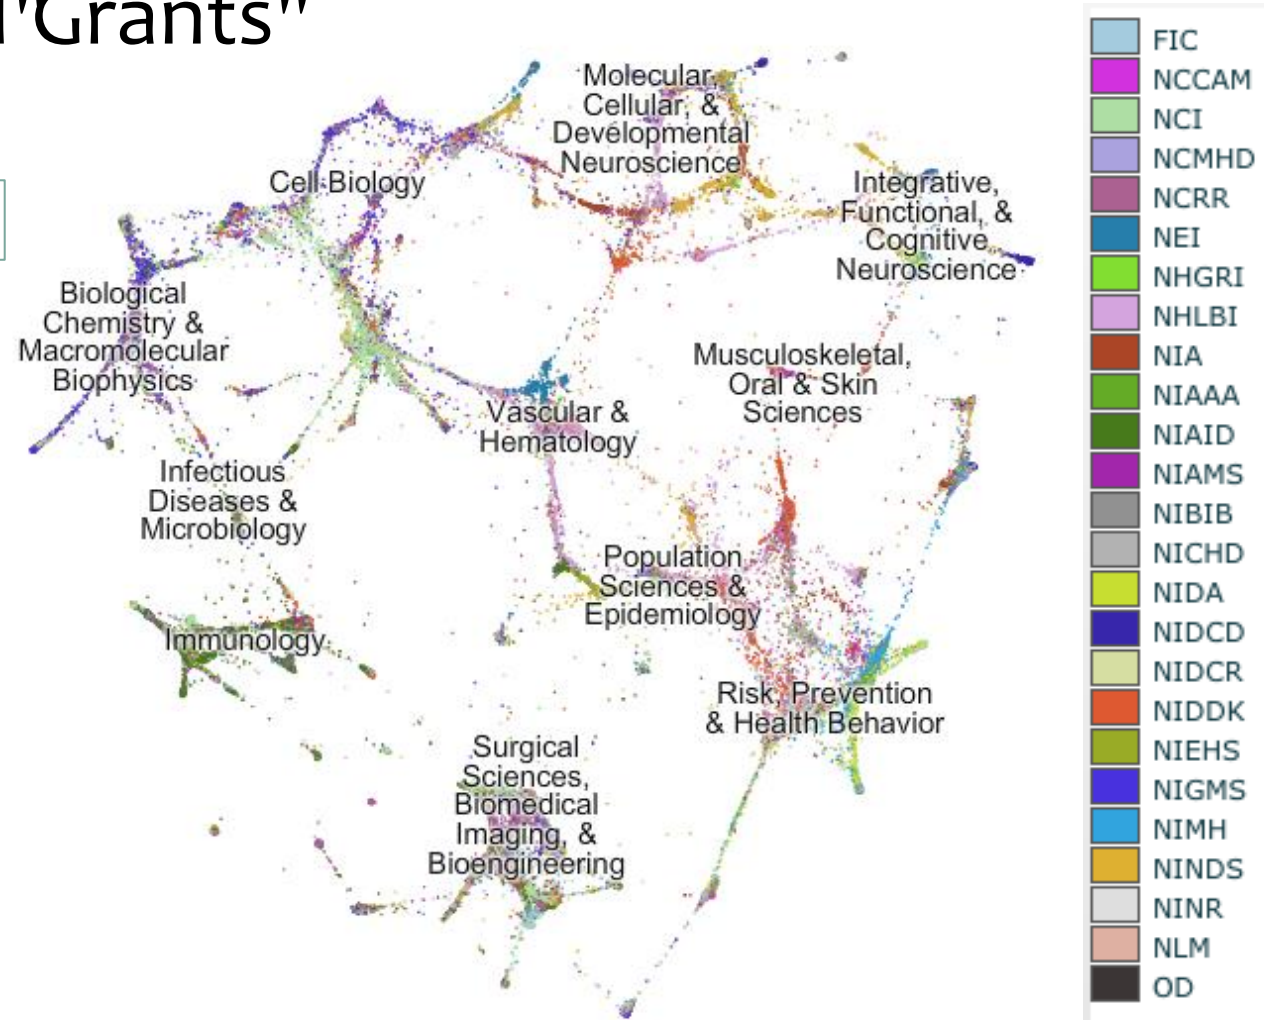 "Grants"
Molecular,
Cellular, &
Developmental
Neuroscience
Cell Biology
Integrative,
Functional, &
Cognitive
Neuroscience
Biological
Chemistry &
Macromolecular
Biophysics
Musculoskeletal,
Oral & Skin
Sciences
Vascular &
Hematology
Infectious
Diseases &
Microbiology
Population
Sciences &
Epidemiology
Immunology
Risk, Prevention
& Health Behavior
Surgical
Sciences,
Biomedical
Imaging, &
Bioengineering
FIC
NCCAM
NCI
NCMHD
NCRR
NEI
NHGRI
NHLBI
NIA
NIAAA
NIAID
NIAMS
NIBIB
NICHD
NIDA
NIDCD
NIDCR
NIDDK
NIEHS
NIGMS
NIMH
NINDS
NINR
NLM
OD